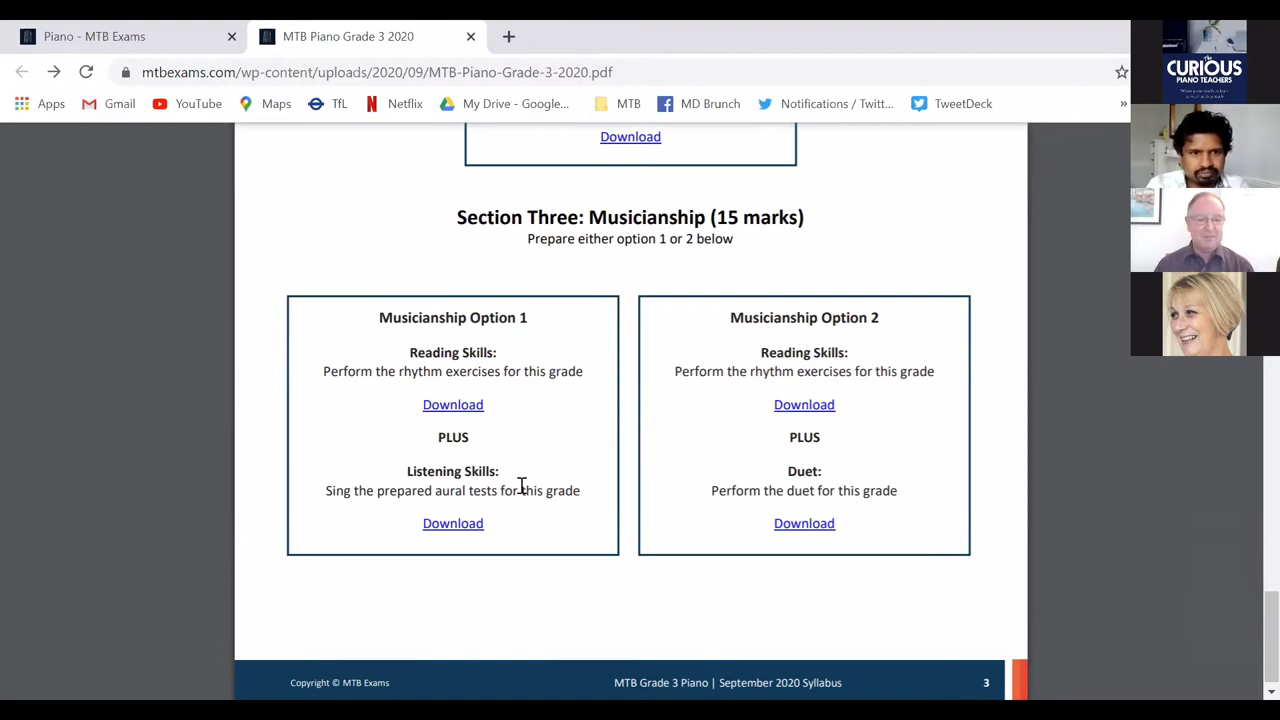 Piano - MTB Exams
MTB Piano Grade 3 2020
mtbexams.com/wp-content/uploads/2020/09/MTB-Piano-Grade-3-2020.pdf
Apps
Gmail
YouTube
Maps
TfL
Netflix
My Drive - Google...
MTB
MD Brunch
Notifications / Twitt...
TweetDeck
»
The
CURIOUS
PIANO TEACHERS
Download
Section Three: Musicianship (15 marks)
Prepare either option 1 or 2 below
Musicianship Option 1
Reading Skills:
Perform the rhythm exercises for this grade
Download
PLUS
Listening Skills:
Sing the prepared aural tests for this grade
Download
Musicianship Option 2
Reading Skills:
Perform the rhythm exercises for this grade
Download
PLUS
Duet:
Perform the duet for this grade
Download
Copyright © MTB Exams
MTB Grade 3 Piano | September 2020 Syllabus
3